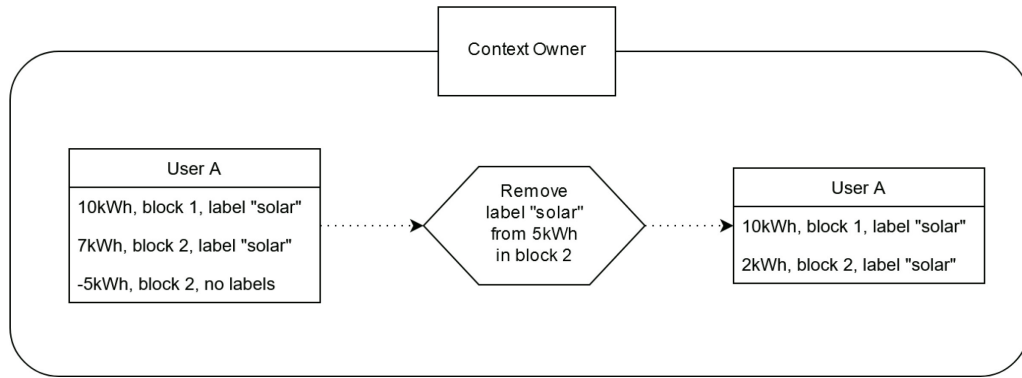 Context Owner
User A
10kWh, block 1, label "solar"
7kWh, block 2, label "solar"
-5kWh, block 2, no labels
Remove
label "solar"
from 5kWh
in block 2
User A
10kWh, block 1, label "solar"
2kWh, block 2, label "solar"